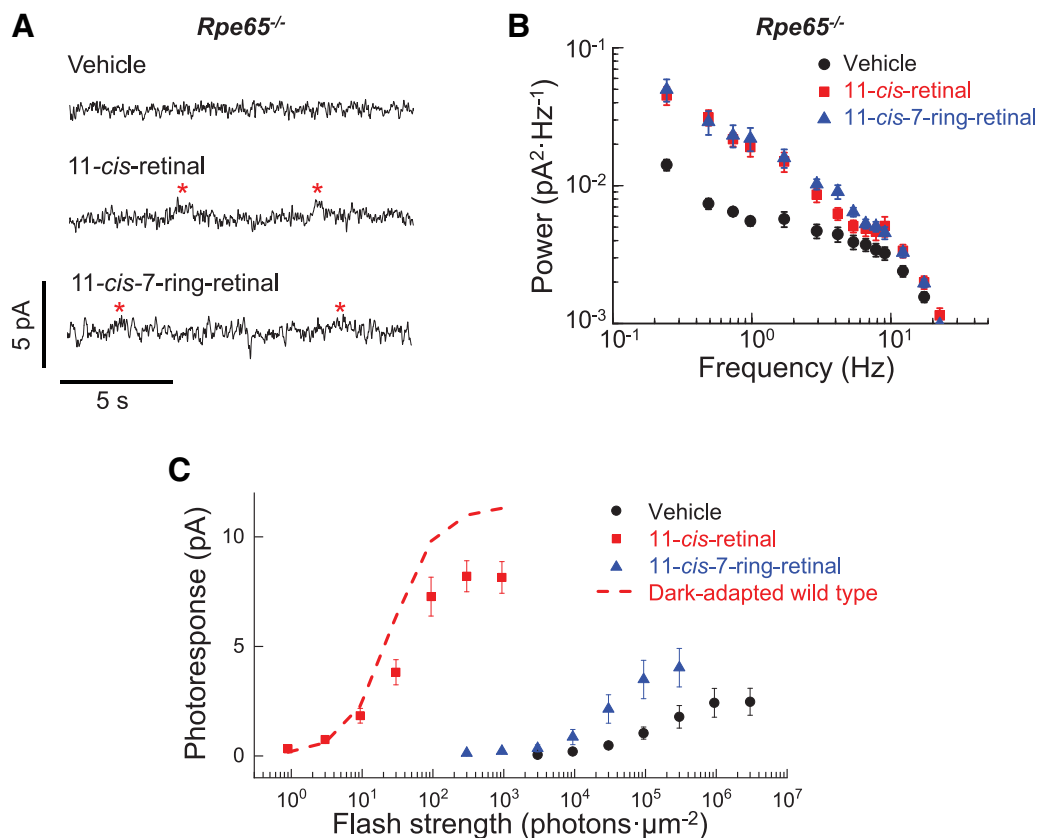 A
Rpe65-/-
Vehicle
11-cis-retinal
*
*
11-cis-7-ring-retinal
*
*
5 pA
5 s
B
Rpe65-/-
10-1
10-2
10-3
Power (pA2·Hz-1)
Vehicle
11-cis-retinal
11-cis-7-ring-retinal
10-1
100
101
Frequency (Hz)
C
10
5
0
Photoresponse (pA)
Vehicle
11-cis-retinal
11-cis-7-ring-retinal
Dark-adapted wild type
100
101
102
103
104
105
106
107
Flash strength (photons·μm-2)